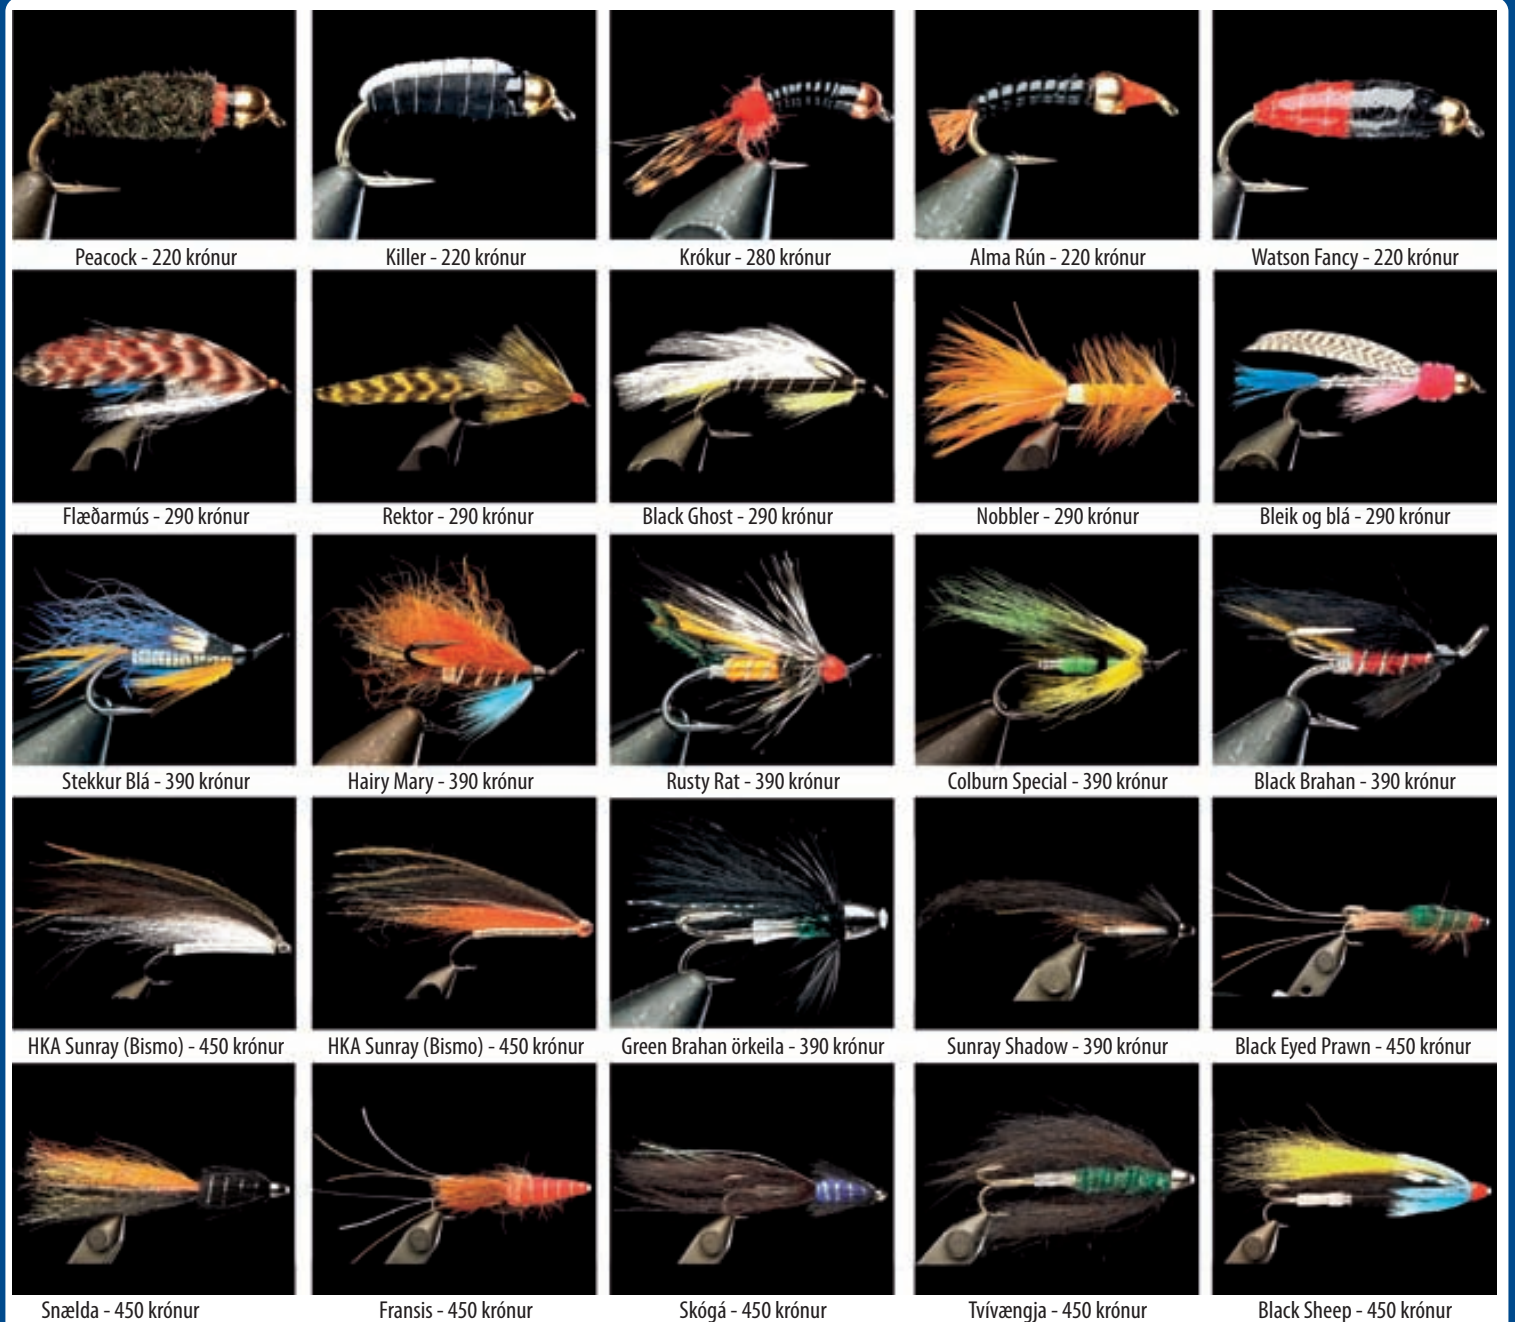 Peacock - 220 krónur
Killer - 220 krónur
Krókur - 280 krónur
Alma Rún - 220 krónur
Watson Fancy - 220 krónur
Flæðarmús - 290 krónur
Rektor - 290 krónur
Black Ghost - 290 krónur
Nobbler - 290 krónur
Bleik og blá - 290 krónur
Stekkur Blá - 390 krónur
Hairy Mary - 390 krónur
Rusty Rat - 390 krónur
Colburn Special - 390 krónur
Black Brahan - 390 krónur
HKA Sunray (Bismo) - 450 krónur
HKA Sunray (Bismo) - 450 krónur
Green Brahan örkeila - 390 krónur
Sunray Shadow - 390 krónur
Black Eyed Prawn - 450 krónur
Snælda - 450 krónur
Fransis - 450 krónur
Skógá - 450 krónur
Tvívængja - 450 krónur
Black Sheep - 450 krónur